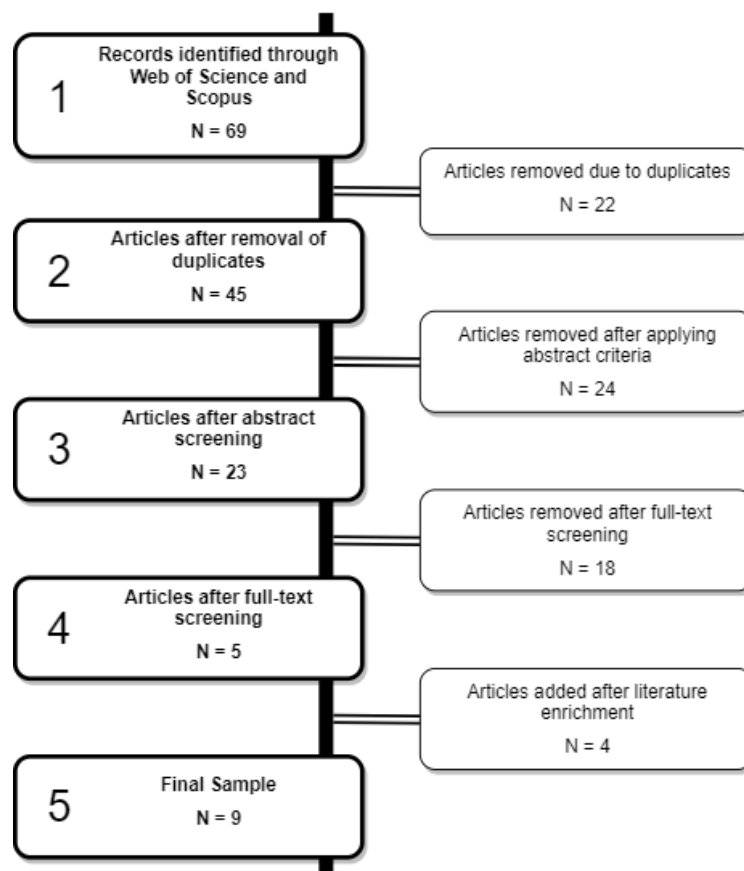 1
Records identified through
Web of Science and
Scopus
N = 69
Articles removed due to duplicates
N = 22
2
Articles after removal of
duplicates
N = 45
Articles removed after applying
abstract criteria
N = 24
3
Articles after abstract
screening
N = 23
Articles removed after full-text
screening
N = 18
4
Articles after full-text
screening
N = 5
Articles added after literature
enrichment
N = 4
5
Final Sample
N = 9